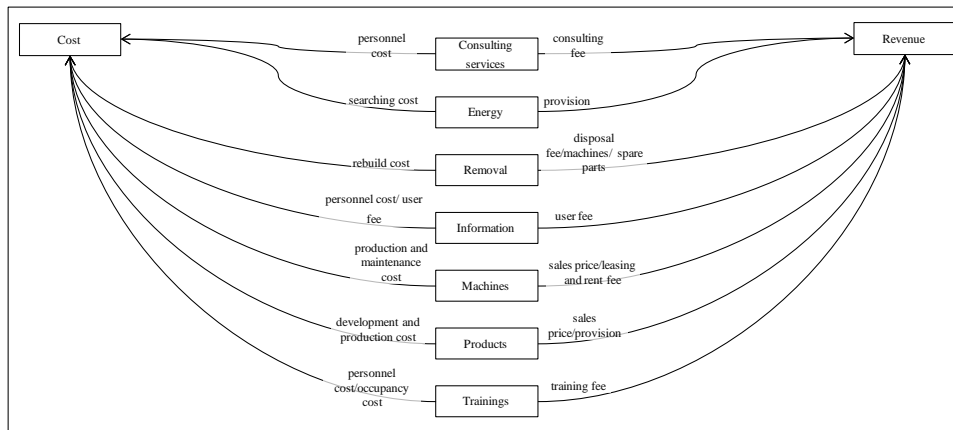 Cost
personnel
cost
Consulting
services
consulting
fee
Revenue
searching cost
Energy
provision
rebuild cost
Removal
disposal
fee/machines/ spare
parts
personnel cost/ user
fee
Information
user fee
production and
maintenance
cost
Machines
sales price/leasing
and rent fee
development and
production cost
Products
sales
price/provision
personnel
cost/occupancy
cost
Trainings
training fee